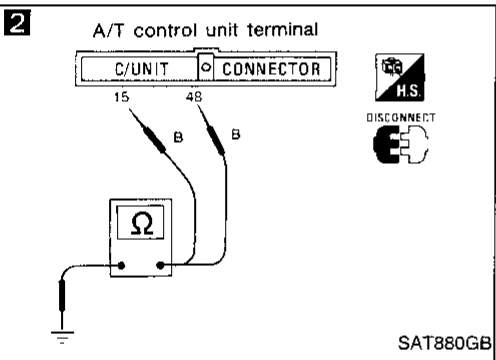 2
A/T control unit terminal
C/UNIT CONNECTOR
15 48
H.S.
DISCONNECT
B B
Ω
SAT880GB